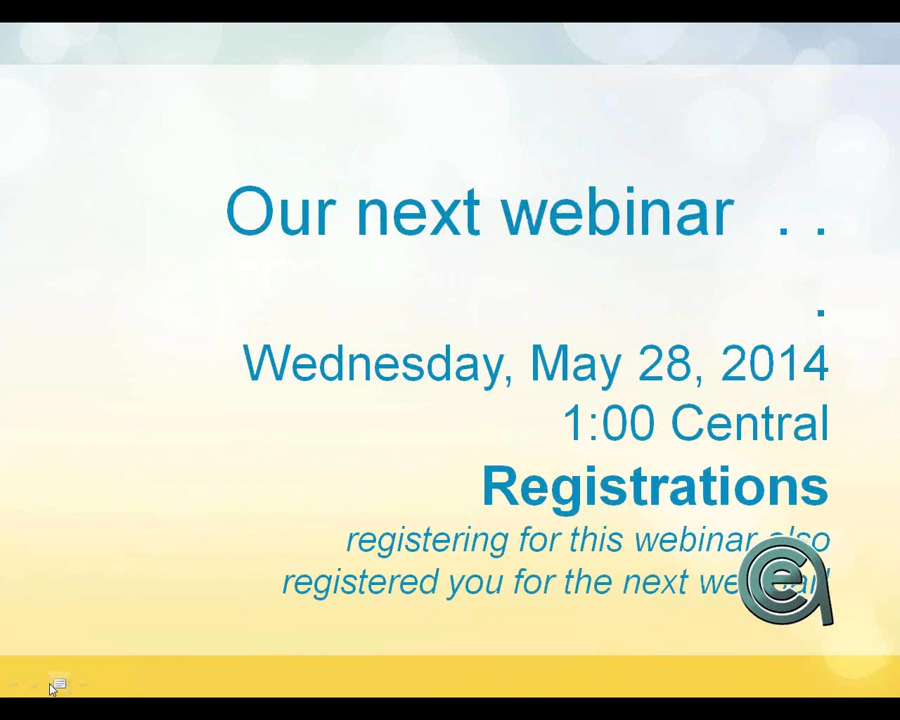 Our next webinar . .
.
Wednesday, May 28, 2014
1:00 Central
Registrations
registering for this webinar also
registered you for the next